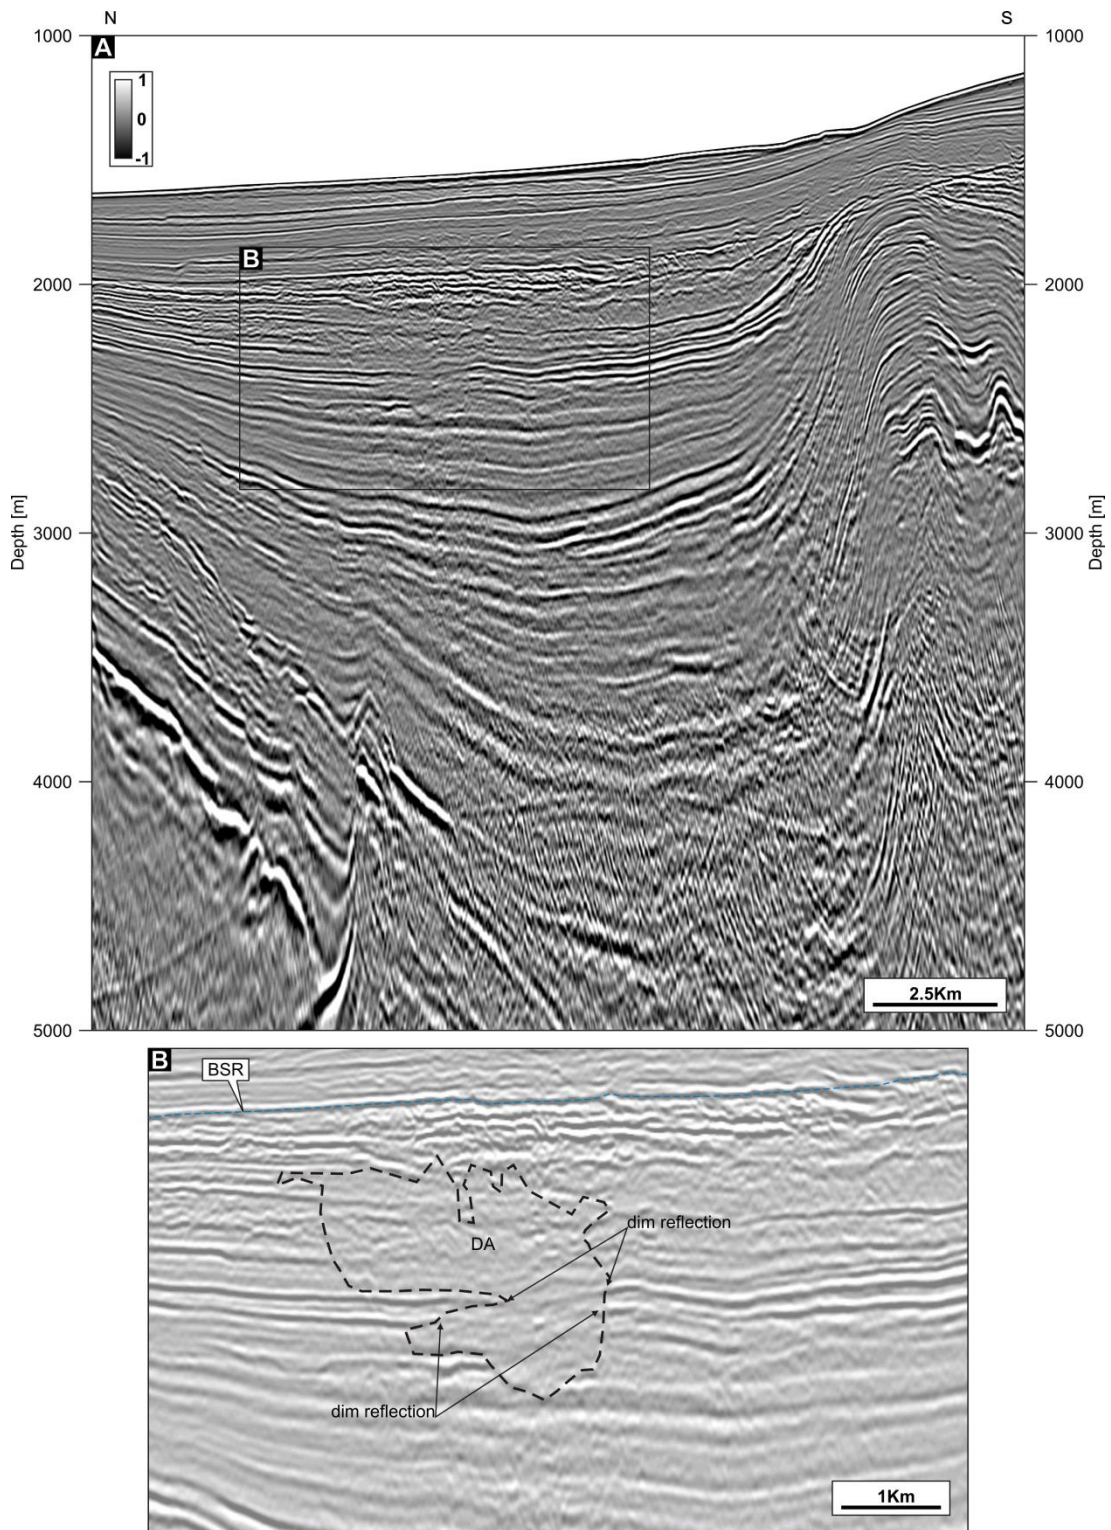 N S
1000 1000
A
1
0
-1
B
2000 2000
Depth [m] Depth [m]
3000 3000
4000 4000
2.5Km
5000 5000
B
BSR
dim reflection
DA
dim reflection
1Km